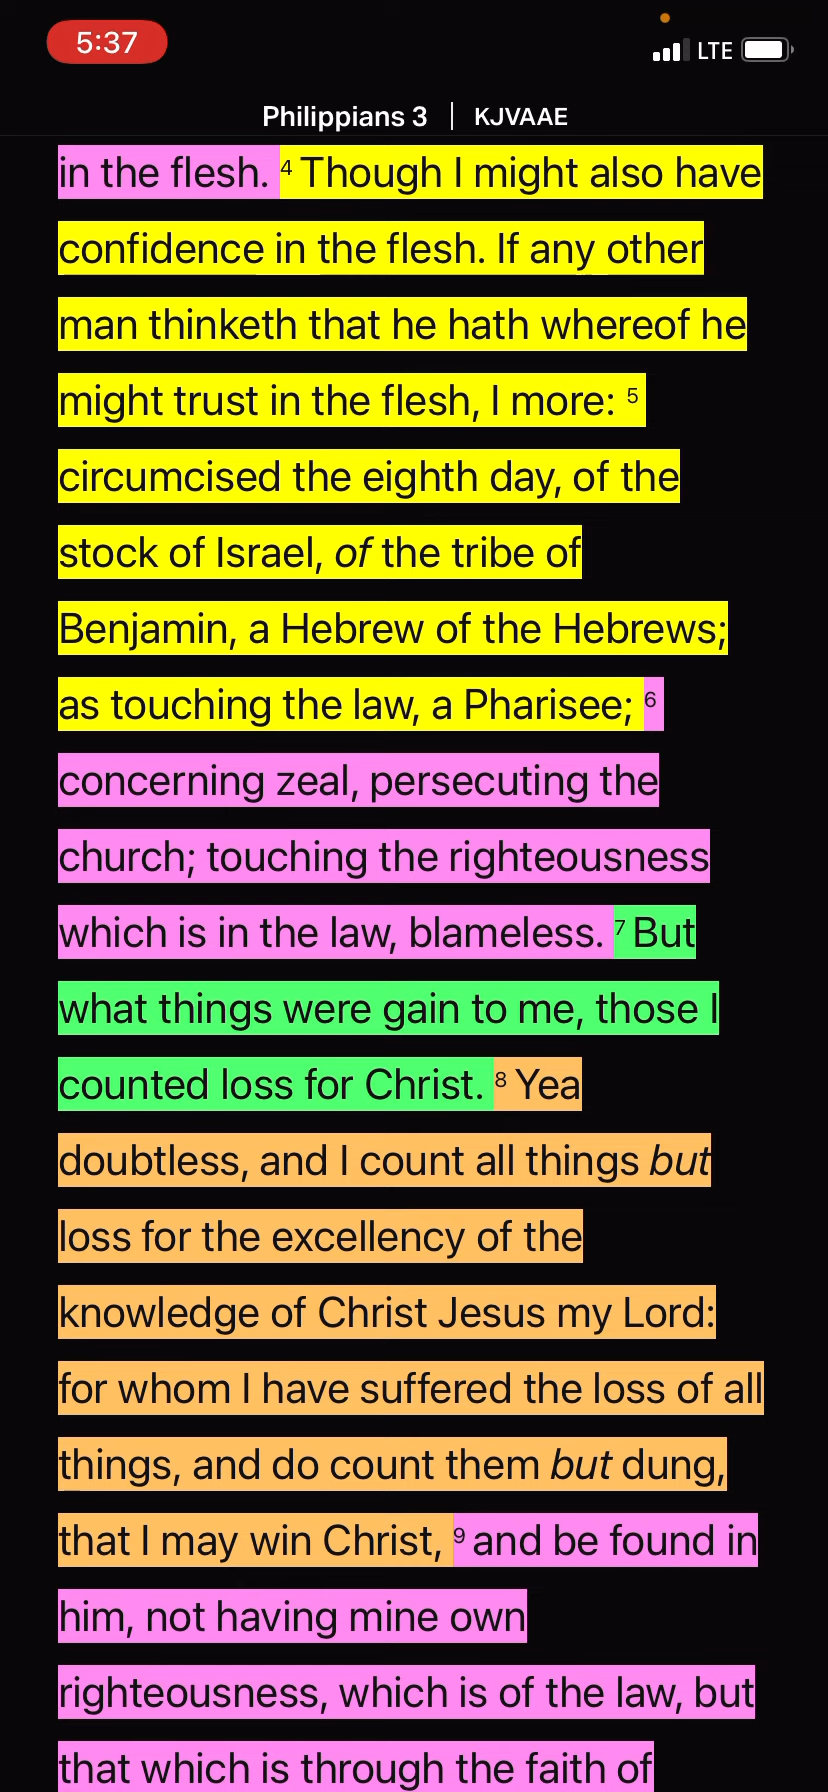 5:37
LTE
Philippians 3 | KJVAAE
in the flesh. 4 Though I might also have
confidence in the flesh. If any other
man thinketh that he hath whereof he
might trust in the flesh, I more: 5
circumcised the eighth day, of the
stock of Israel, of the tribe of
Benjamin, a Hebrew of the Hebrews;
as touching the law, a Pharisee; 6
concerning zeal, persecuting the
church; touching the righteousness
which is in the law, blameless. 7 But
what things were gain to me, those I
counted loss for Christ. 8 Yea
doubtless, and I count all things but
loss for the excellency of the
knowledge of Christ Jesus my Lord:
for whom I have suffered the loss of all
things, and do count them but dung,
that I may win Christ, 9 and be found in
him, not having mine own
righteousness, which is of the law, but
that which is through the faith of